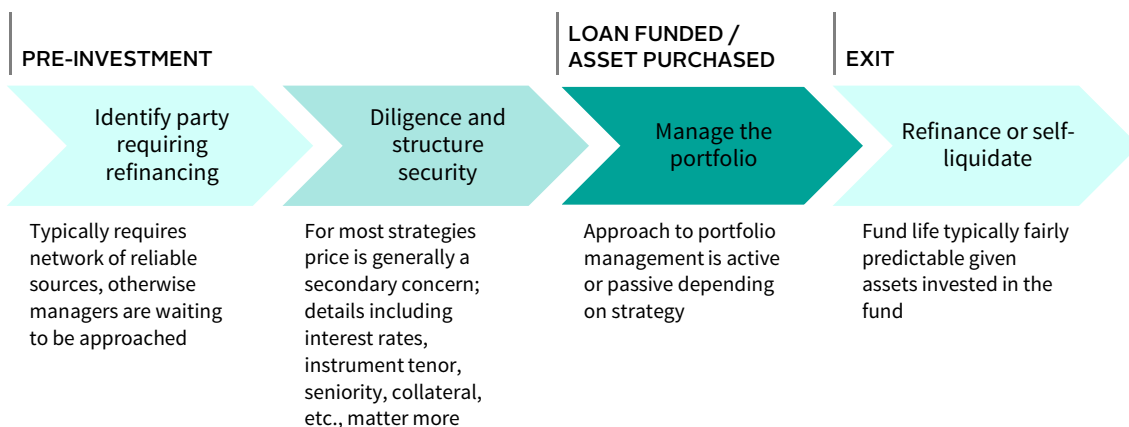 PRE-INVESTMENT
LOAN FUNDED /
ASSET PURCHASED
EXIT
Identify party
requiring
refinancing
Diligence and
structure
security
Manage the
portfolio
Refinance or self-
liquidate
Typically requires
network of reliable
sources, otherwise
managers are waiting
to be approached
For most strategies
price is generally a
secondary concern;
details including
interest rates,
instrument tenor,
seniority, collateral,
etc., matter more
Approach to portfolio
management is active
or passive depending
on strategy
Fund life typically fairly
predictable given
assets invested in the
fund